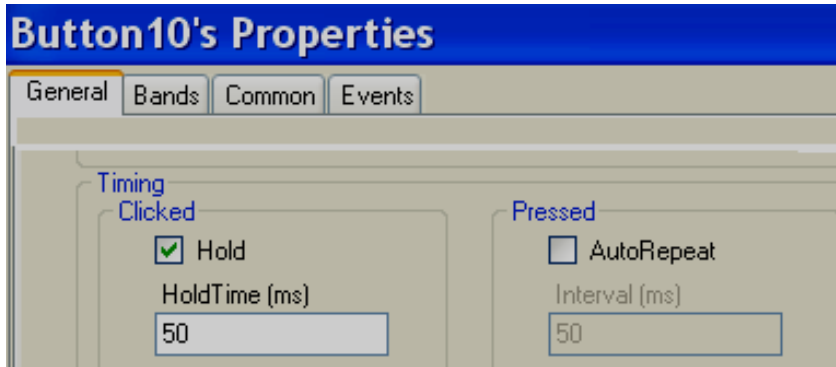 Button10's Properties
General Bands Common Events
Timing
Clicked Pressed
Hold AutoRepeat
HoldTime (ms) Interval (ms)
50 50